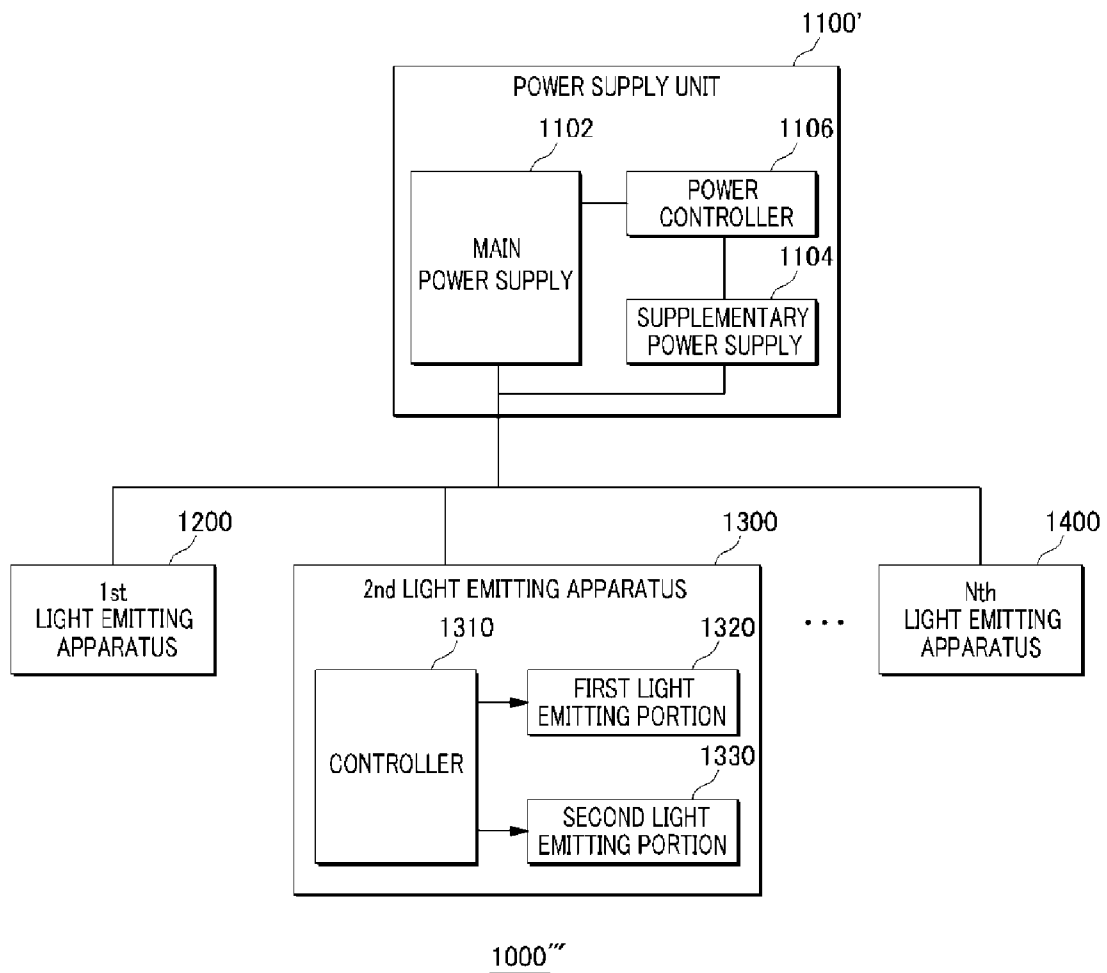 1100'
POWER SUPPLY UNIT
1102
1106
MAIN
POWER SUPPLY
POWER
CONTROLLER
1104
SUPPLEMENTARY
POWER SUPPLY
1200
1st
LIGHT EMITTING
APPARATUS
1300
2nd LIGHT EMITTING APPARATUS
1310
CONTROLLER
1320
FIRST LIGHT
EMITTING PORTION
1330
SECOND LIGHT
EMITTING PORTION
...
1400
Nth
LIGHT EMITTING
APPARATUS
1000'''